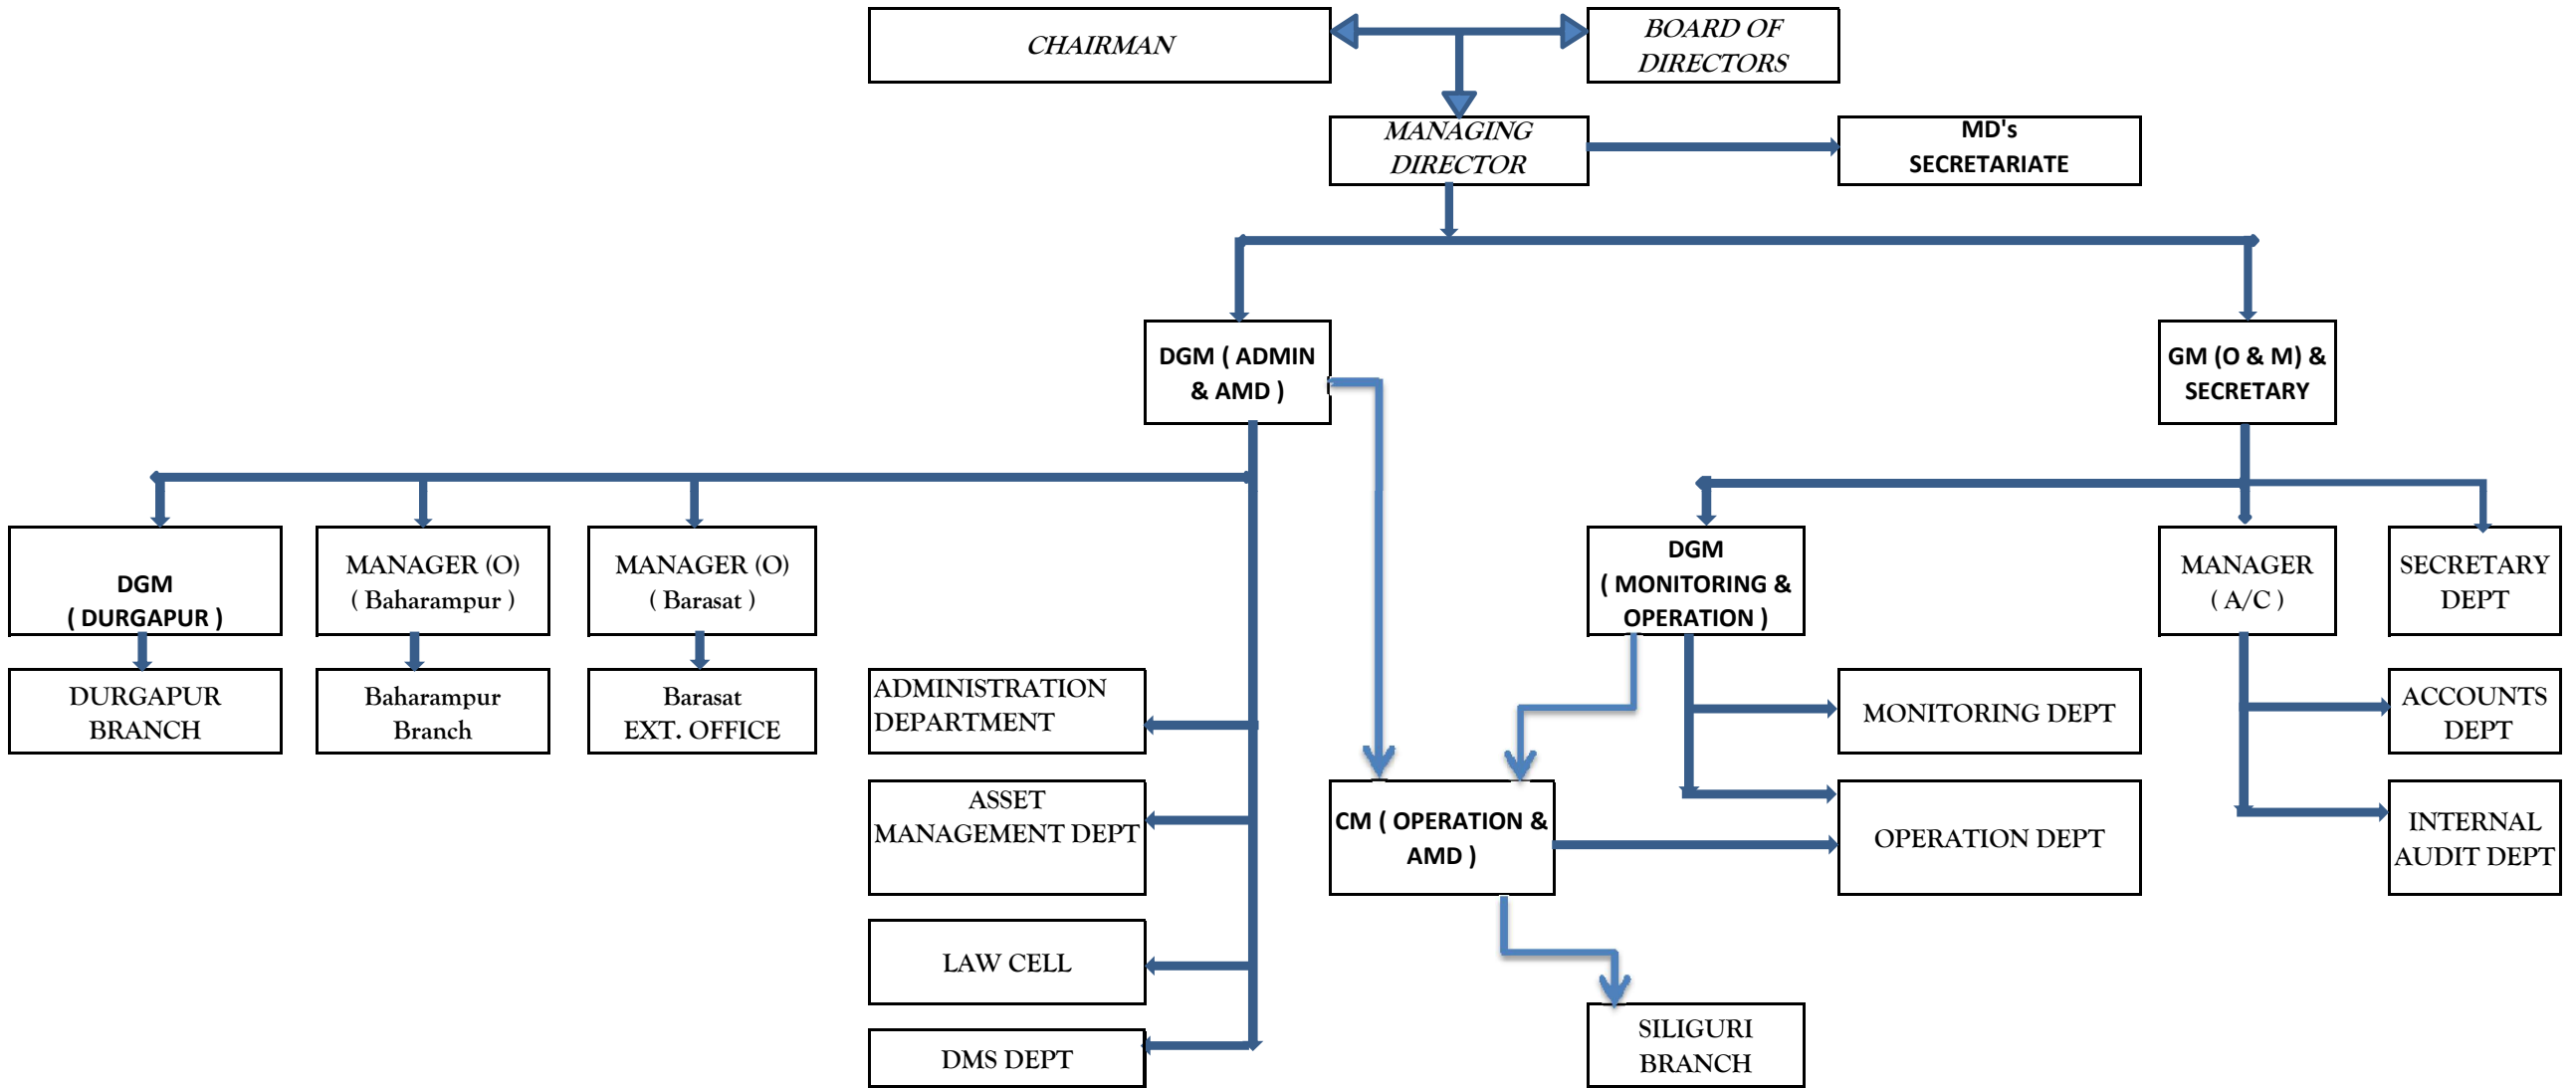 CHAIRMAN
BOARD OF
DIRECTORS
MANAGING
DIRECTOR
MD's
SECRETARIATE
DGM ( ADMIN
& AMD )
GM (O & M) &
SECRETARY
DGM
( DURGAPUR )
MANAGER (O)
( Baharampur )
MANAGER (O)
( Barasat )
DGM
( MONITORING &
OPERATION )
MANAGER
( A/C )
SECRETARY
DEPT
DURGAPUR
BRANCH
Baharampur
Branch
Barasat
EXT. OFFICE
ADMINISTRATION
DEPARTMENT
MONITORING DEPT
ACCOUNTS
DEPT
ASSET
MANAGEMENT DEPT
CM ( OPERATION &
AMD )
OPERATION DEPT
INTERNAL
AUDIT DEPT
LAW CELL
SILIGURI
BRANCH
DMS DEPT